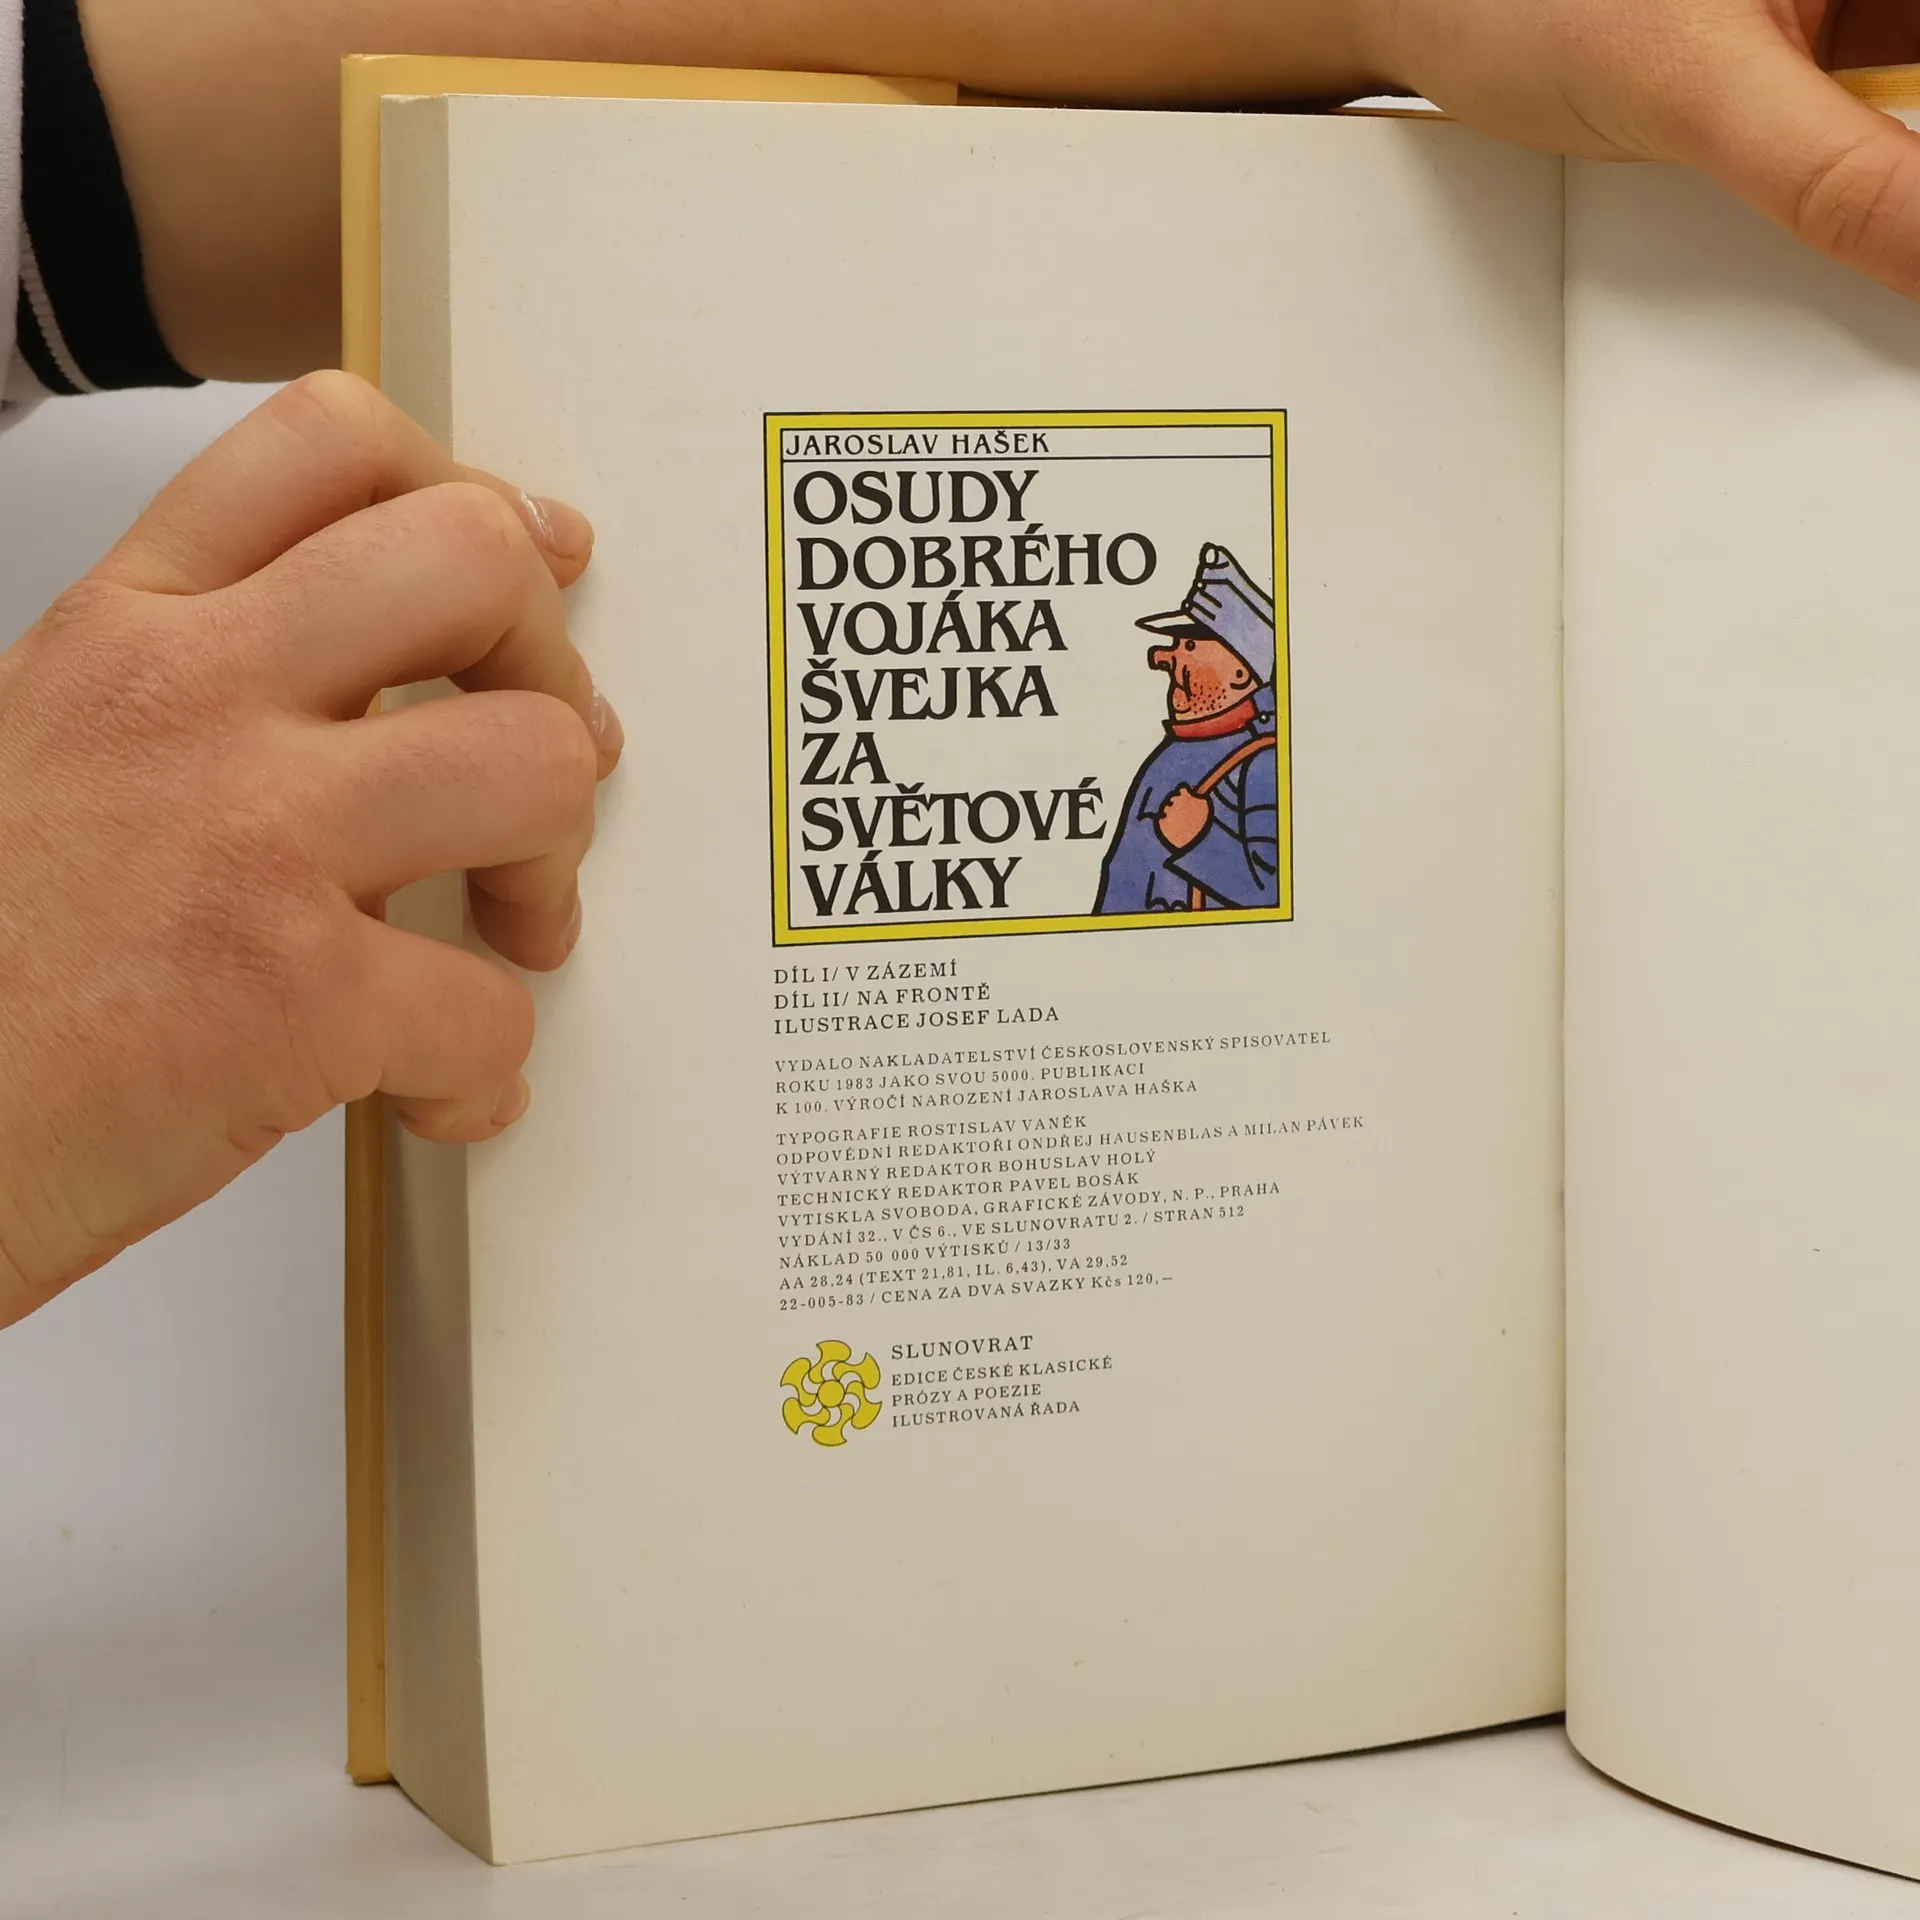 JAROSLAV HAŠEK
OSUDY
DOBRÉHO
VOJÁKA
ŠVEJKA
ZA
SVĚTOVÉ
VÁLKY
DÍL I/ V ZÁZEMÍ
DÍL II/ NA FRONTĚ
ILUSTRACE JOSEF LADA
VYDALO NAKLADATELSTVÍ ČESKOSLOVENSKÝ SPISOVATEL
ROKU 1983 JAKO SVOU 5000. PUBLIKACI
K 100. VÝROČÍ NAROZENÍ JAROSLAVA HAŠKA
TYPOGRAFIE ROSTISLAV VANĚK
ODPOVĚDNÍ REDAKTOŘI ONDŘEJ HAUSENBLAS A MILAN PÁVEK
VÝTVARNÝ REDAKTOR BOHUSLAV HOLÝ
TECHNICKÝ REDAKTOR PAVEL BOSÁK
VYTISKLA SVOBODA, GRAFICKÉ ZÁVODY, N. P., PRAHA
VYDÁNÍ 32., V ČS 6., VE SLUNOVRATU 2. / STRAN 512
NÁKLAD 50 000 VÝTISKŮ / 13/33
AA 28,24 (TEXT 21,81, IL. 6,43), VA 29,52
22-005-83 / CENA ZA DVA SVAZKY Kčs 120,—
SLUNOVRAT
EDICE ČESKÉ KLASICKÉ
PRÓZY A POEZIE
ILUSTROVANÁ ŘADA